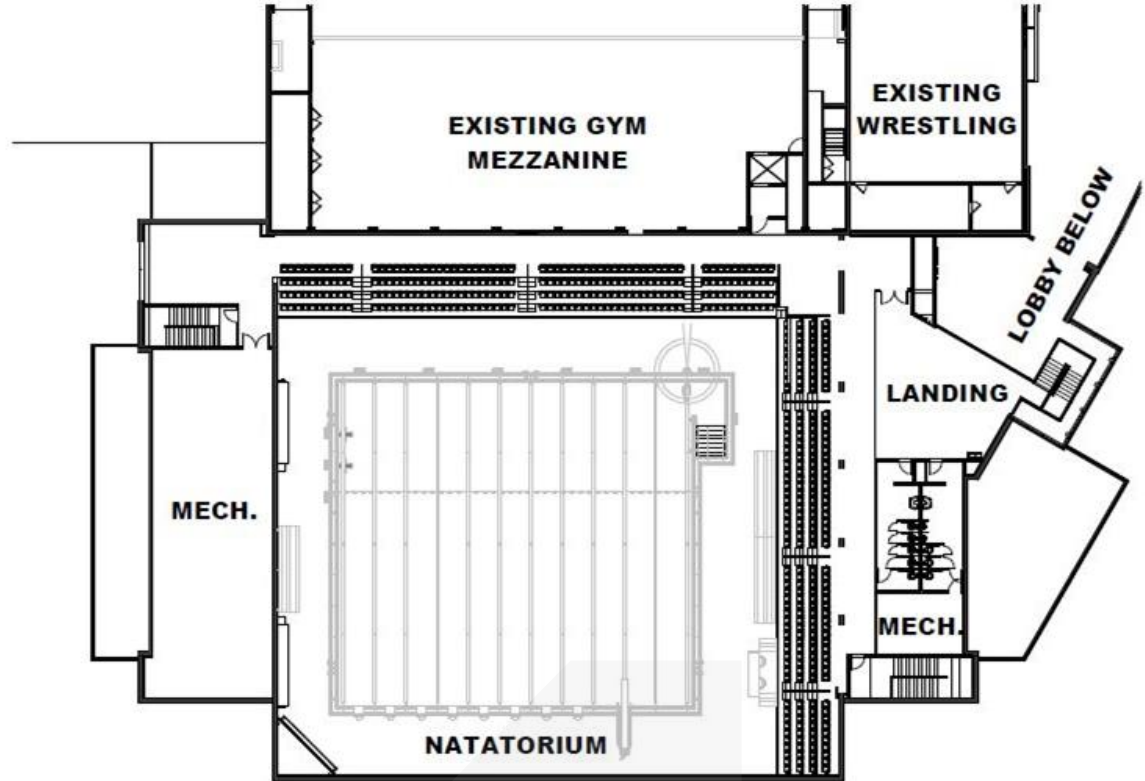 EXISTING GYM
MEZZANINE
EXISTING
WRESTLING
LOBBY BELOW
LANDING
MECH.
MECH.
NATATORIUM